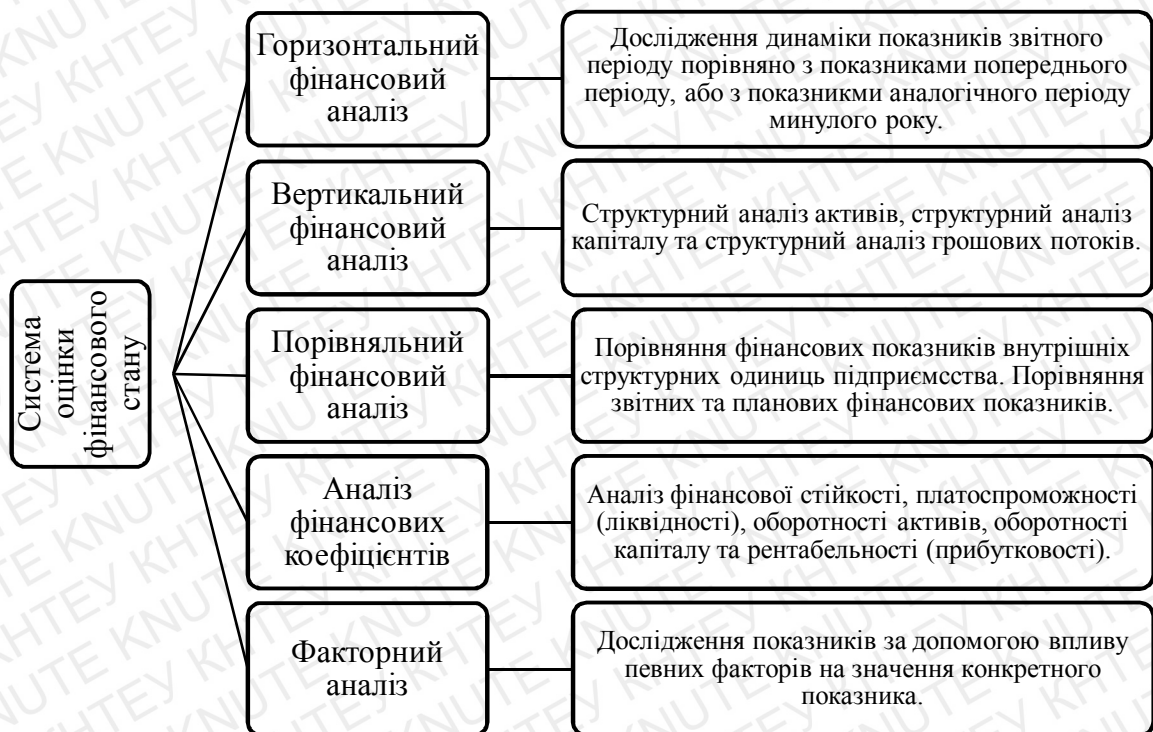 Система
оцінки
фінансового
стану
Горизонтальний
фінансовий
аналіз
Дослідження динаміки показників звітного
періоду порівняно з показниками попереднього
періоду, або з показникми аналогічного періоду
минулого року.
Вертикальний
фінансовий
аналіз
Структурний аналіз активів, структурний аналіз
капіталу та структурний аналіз грошових потоків.
Порівняльний
фінансовий
аналіз
Порівняння фінансових показників внутрішніх
структурних одиниць підприємсства. Порівняння
звітних та планових фінансових показників.
Аналіз
фінансових
коефіцієнтів
Аналіз фінансової стійкості, платоспроможності
(ліквідності), оборотності активів, оборотності
капіталу та рентабельності (прибутковості).
Факторний
аналіз
Дослідження показників за допомогою впливу
певних факторів на значення конкретного
показника.